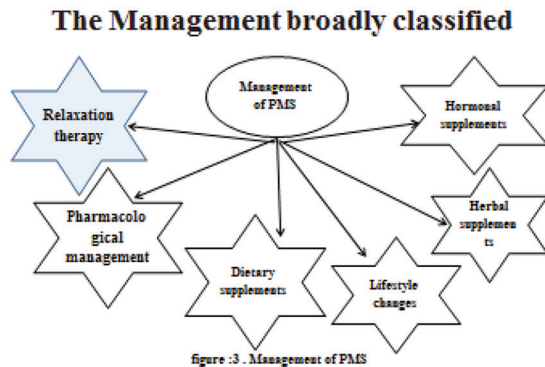 The Management broadly classified
Management
of PMS
Relaxation
therapy
Hormonal
supplements
Pharmacolo
gical
management
Herbal
supplemen
ts
Dietary
supplements
Lifestyle
changes
figure :3 . Management of PMS